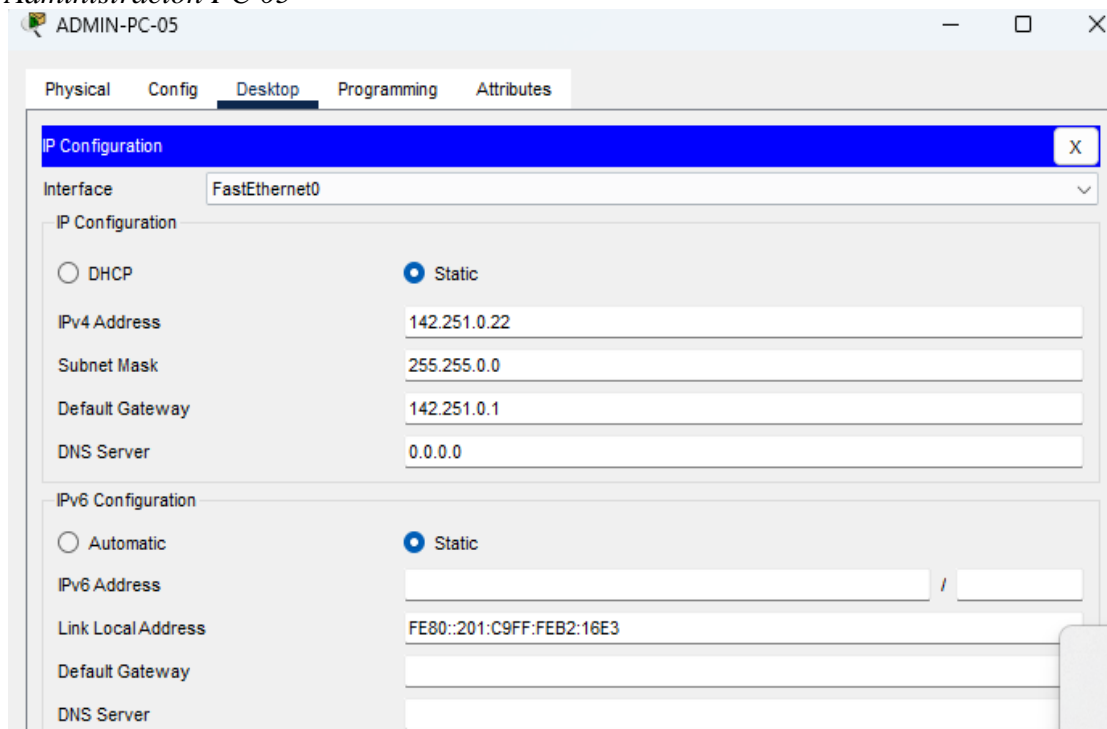 Administración PC-05
ADMIN-PC-05
Physical Config Desktop Programming Attributes
IP Configuration X
Interface FastEthernet0
IP Configuration
DHCP Static
IPv4 Address 142.251.0.22
Subnet Mask 255.255.0.0
Default Gateway 142.251.0.1
DNS Server 0.0.0.0
IPv6 Configuration
Automatic Static
IPv6 Address /
Link Local Address FE80::201:C9FF:FEB2:16E3
Default Gateway
DNS Server